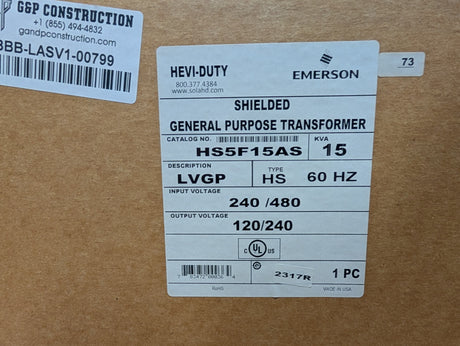 G&P CONSTRUCTION
+1 (855) 494-4832
gandpconstruction.com
BBB-LASV1-00799
73
HEVI-DUTY
800.377.4384
www.solahd.com
EMERSON
SHIELDED
GENERAL PURPOSE TRANSFORMER
CATALOG NO.
HS5F15AS
KVA
15
DESCRIPTION
LVGP
TYPE
HS
60 HZ
INPUT VOLTAGE
240 /480
OUTPUT VOLTAGE
120/240
C UL US
2317R
1 PC
RoHS
MADE IN USA